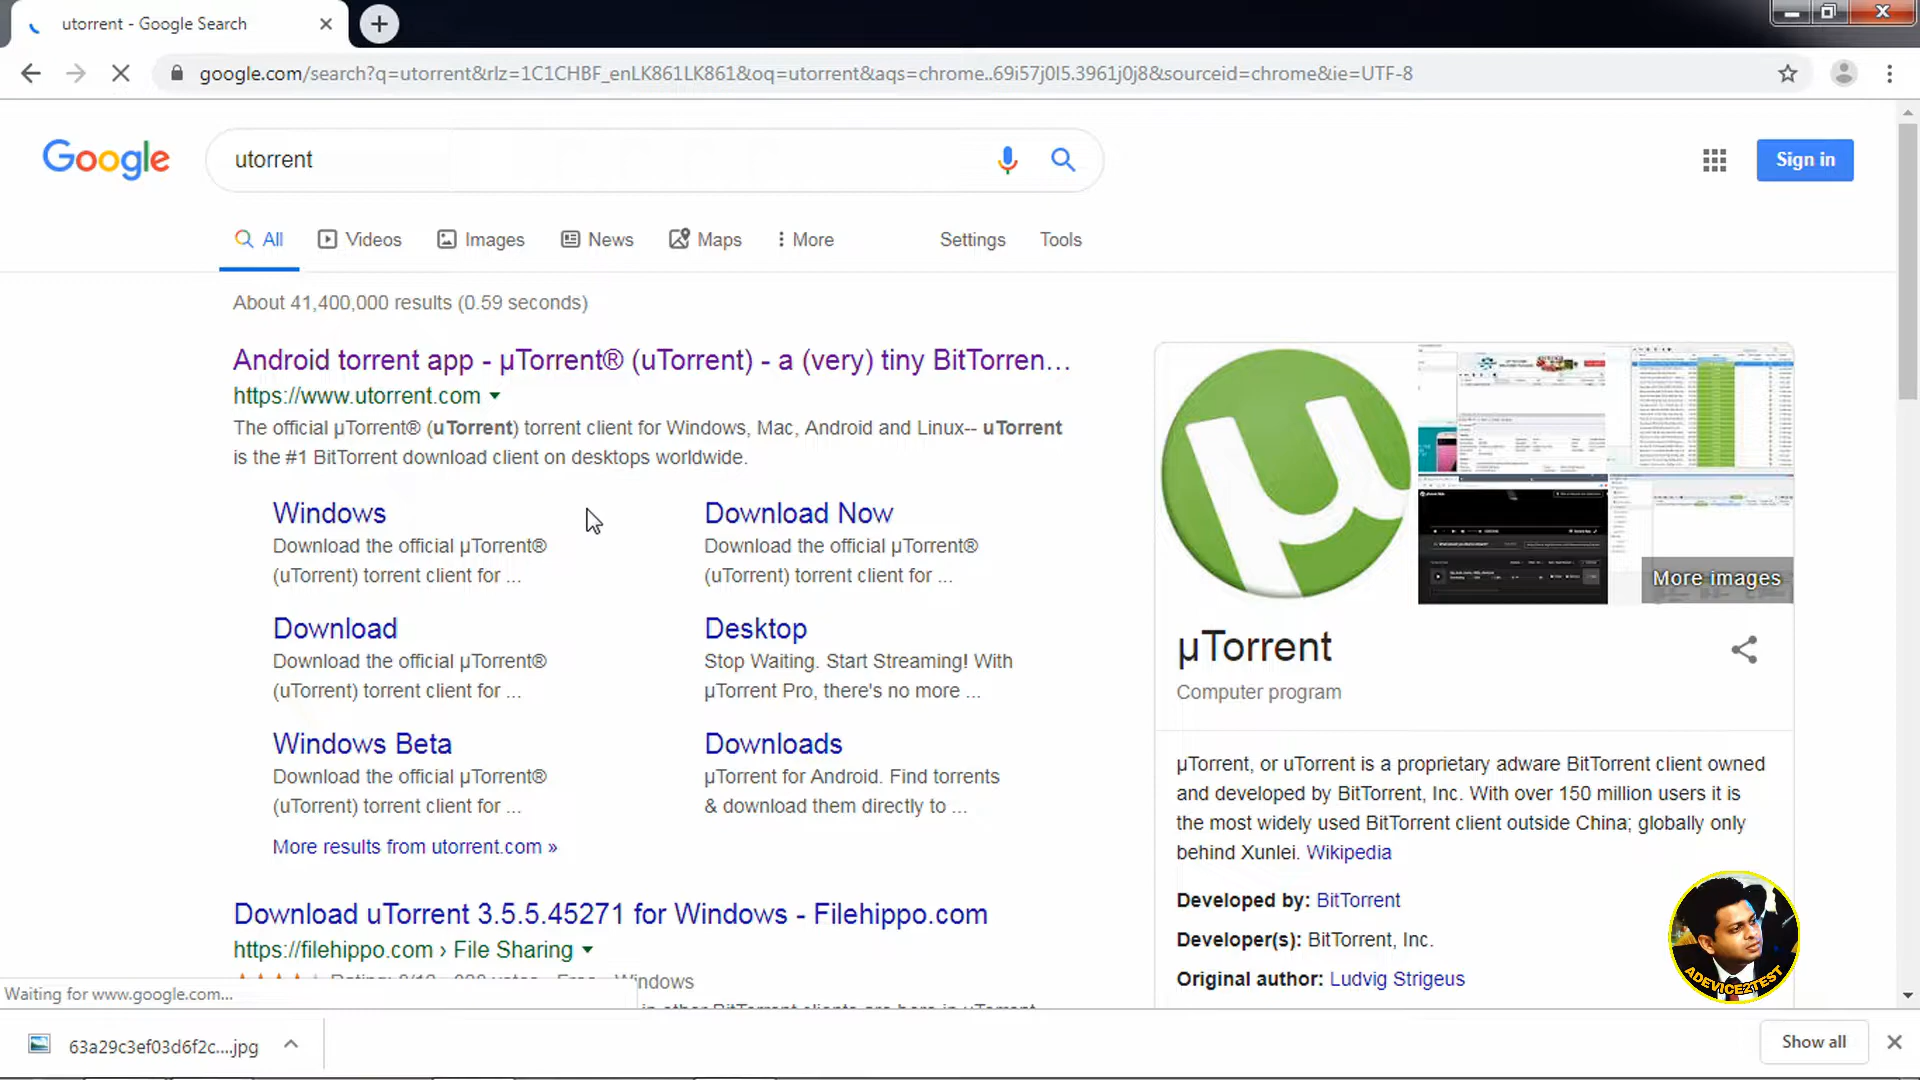 utorrent - Google Search
google.com/search?q=utorrent&rlz=1C1CHBF_enLK861LK861&oq=utorrent&aqs=chrome..69i57j0l5.3961j0j8&sourceid=chrome&ie=UTF-8
Google
utorrent
Sign in
All
Videos
Images
News
Maps
More
Settings
Tools
About 41,400,000 results (0.59 seconds)
Android torrent app - µTorrent® (uTorrent) - a (very) tiny BitTorren...
https://www.utorrent.com
The official µTorrent® (uTorrent) torrent client for Windows, Mac, Android and Linux-- uTorrent
is the #1 BitTorrent download client on desktops worldwide.
Windows
Download the official µTorrent®
(uTorrent) torrent client for ...
Download Now
Download the official µTorrent®
(uTorrent) torrent client for ...
Download
Download the official µTorrent®
(uTorrent) torrent client for ...
Desktop
Stop Waiting. Start Streaming! With
µTorrent Pro, there's no more ...
Windows Beta
Download the official µTorrent®
(uTorrent) torrent client for ...
Downloads
µTorrent for Android. Find torrents
& download them directly to ...
More results from utorrent.com »
Download uTorrent 3.5.5.45271 for Windows - Filehippo.com
https://filehippo.com › File Sharing
More images
µTorrent
Computer program
µTorrent, or uTorrent is a proprietary adware BitTorrent client owned
and developed by BitTorrent, Inc. With over 150 million users it is
the most widely used BitTorrent client outside China; globally only
behind Xunlei. Wikipedia
Developed by: BitTorrent
Developer(s): BitTorrent, Inc.
Original author: Ludvig Strigeus
ADEVICE2TEST
Waiting for www.google.com...
63a29c3ef03d6f2c....jpg
Show all